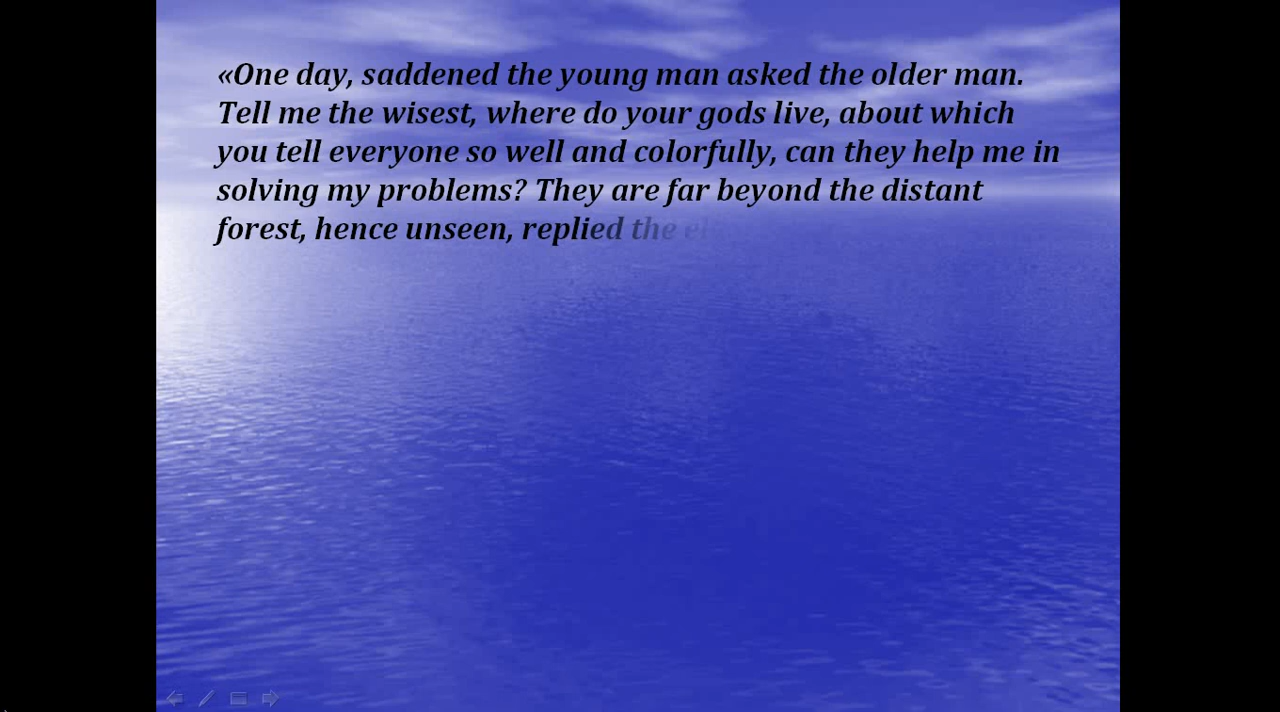 «One day, saddened the young man asked the older man.
Tell me the wisest, where do your gods live, about which
you tell everyone so well and colorfully, can they help me in
solving my problems? They are far beyond the distant
forest, hence unseen, replied the